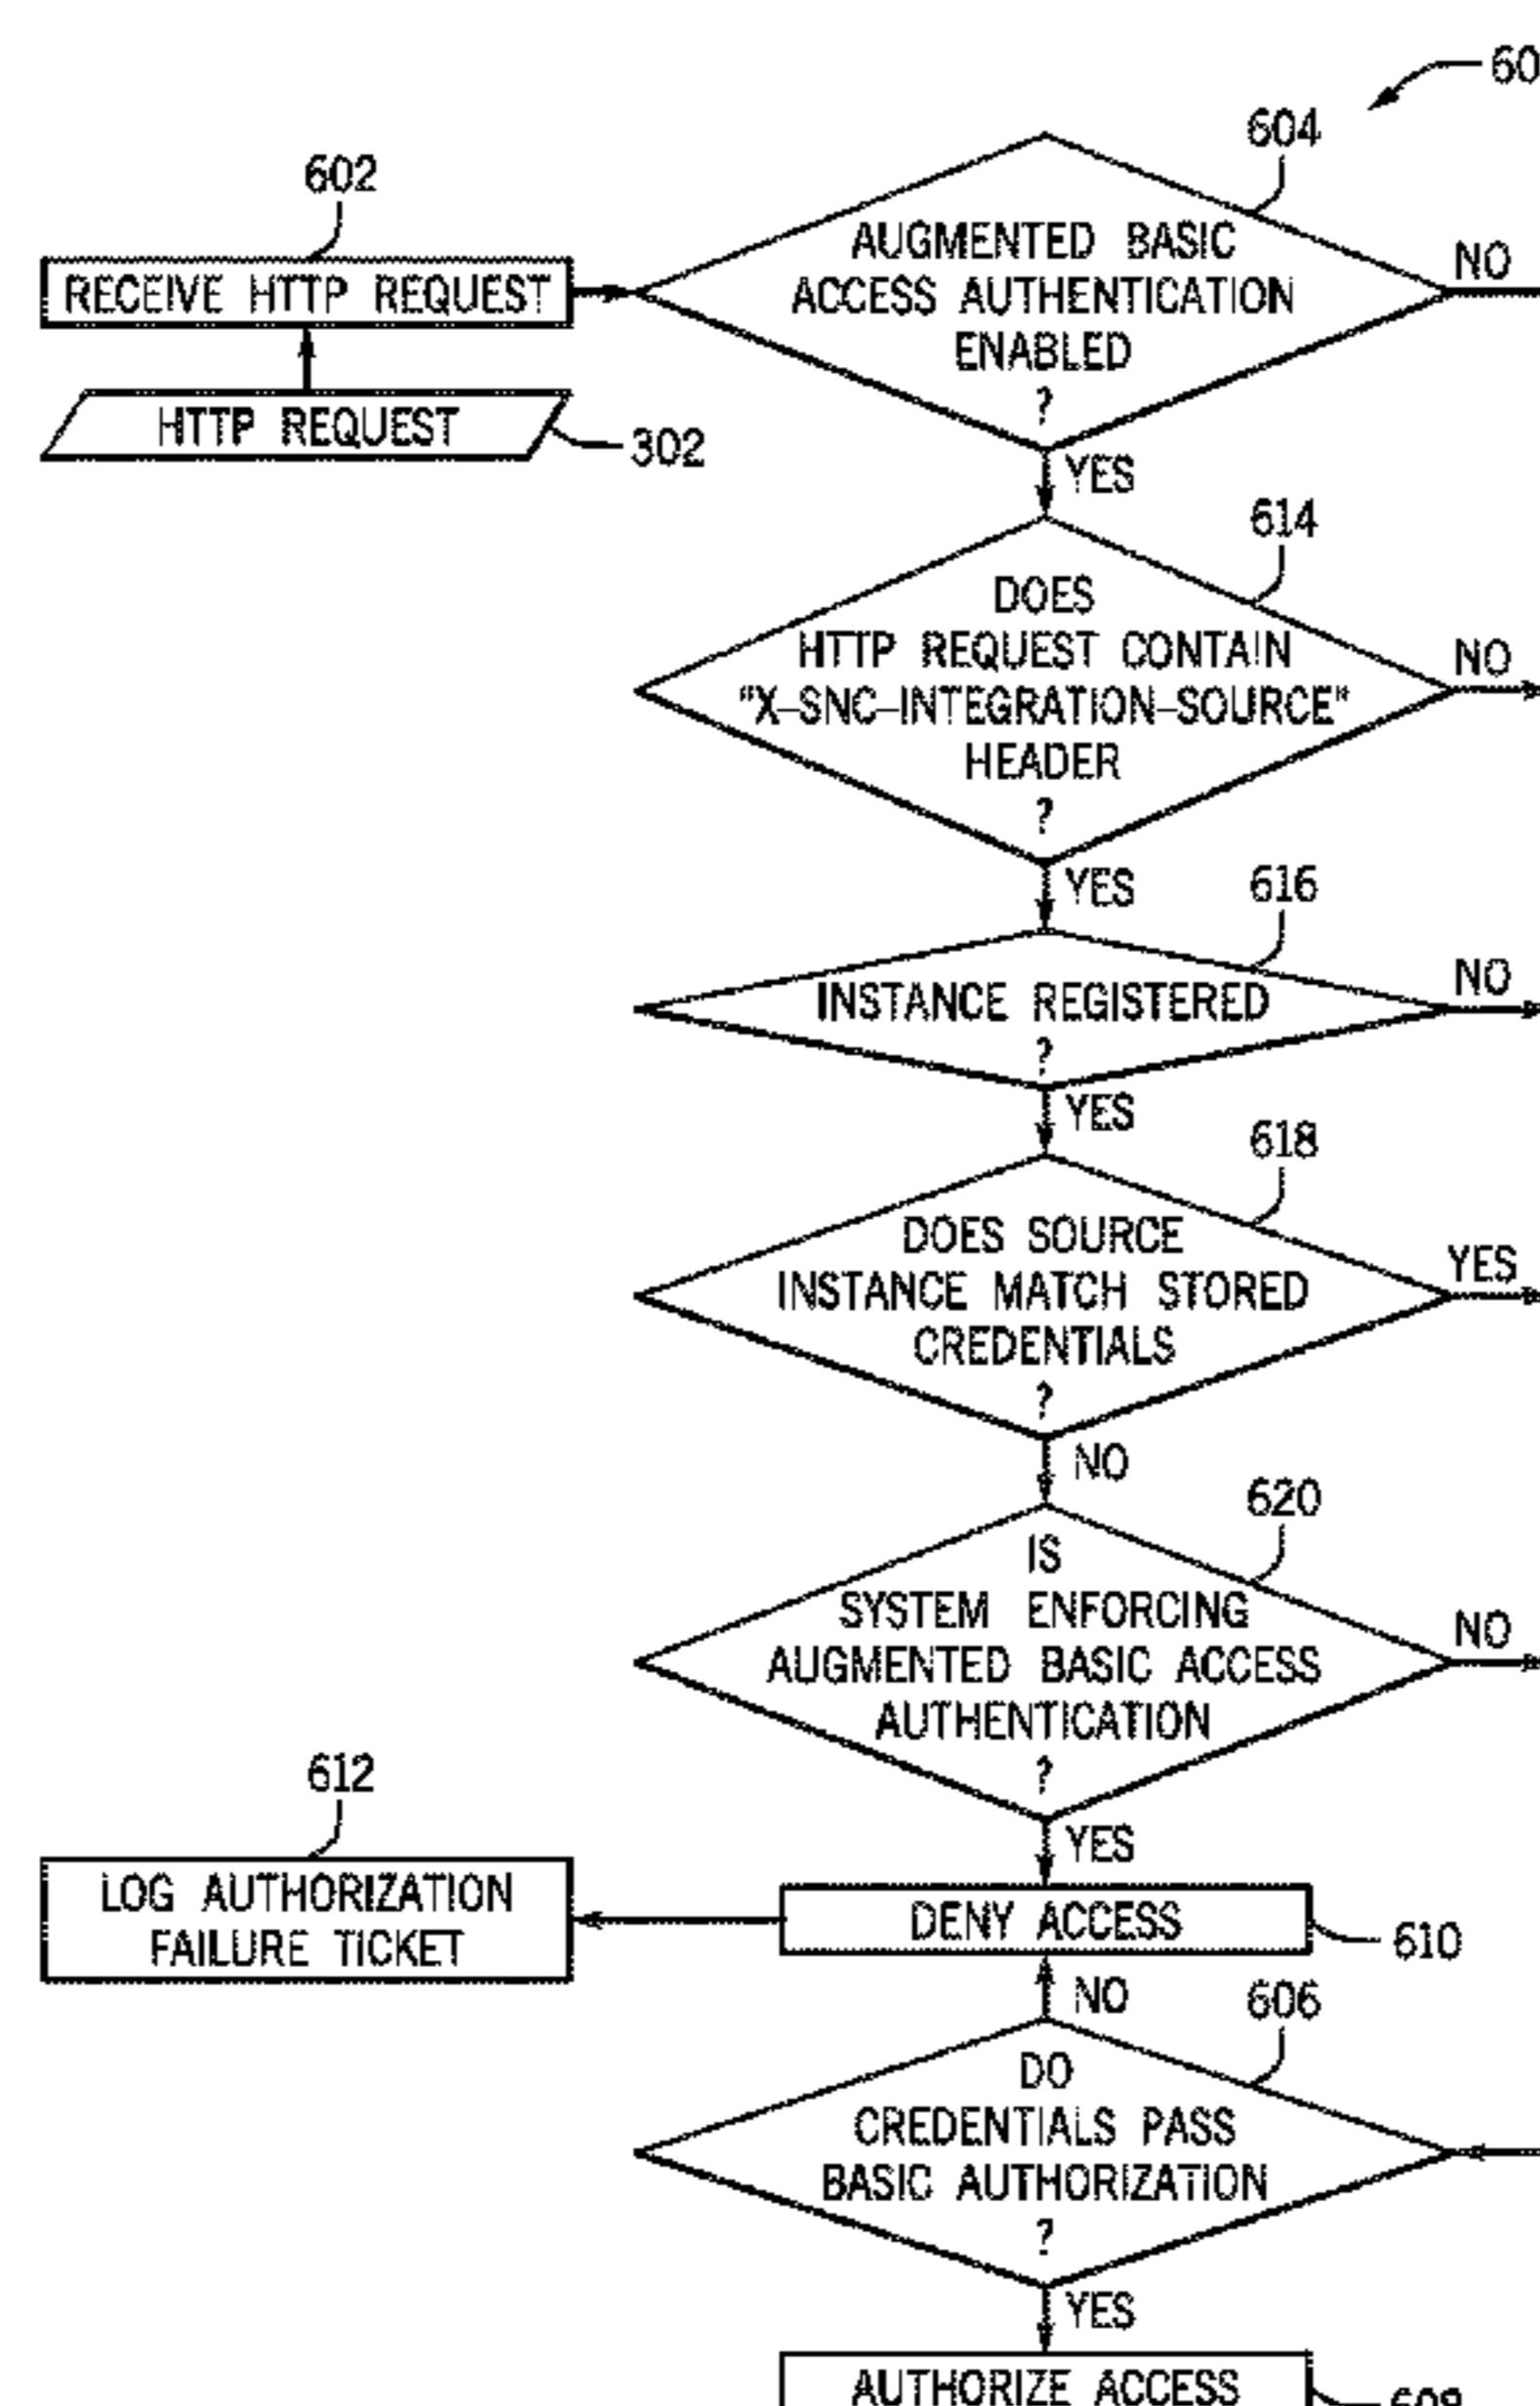 60
604
602
AUGMENTED BASIC
ACCESS AUTHENTICATION
ENABLED
?
NO
RECEIVE HTTP REQUEST
HTTP REQUEST
302
YES
614
DOES
HTTP REQUEST CONTAIN
"X–SNC–INTEGRATION–SOURCE"
HEADER
?
NO
YES
616
INSTANCE REGISTERED
?
NO
YES
618
DOES SOURCE
INSTANCE MATCH STORED
CREDENTIALS
?
YES
NO
620
IS
SYSTEM ENFORCING
AUGMENTED BASIC ACCESS
AUTHENTICATION
?
NO
YES
612
LOG AUTHORIZATION
FAILURE TICKET
DENY ACCESS
610
NO
606
DO
CREDENTIALS PASS
BASIC AUTHORIZATION
?
YES
AUTHORIZE ACCESS